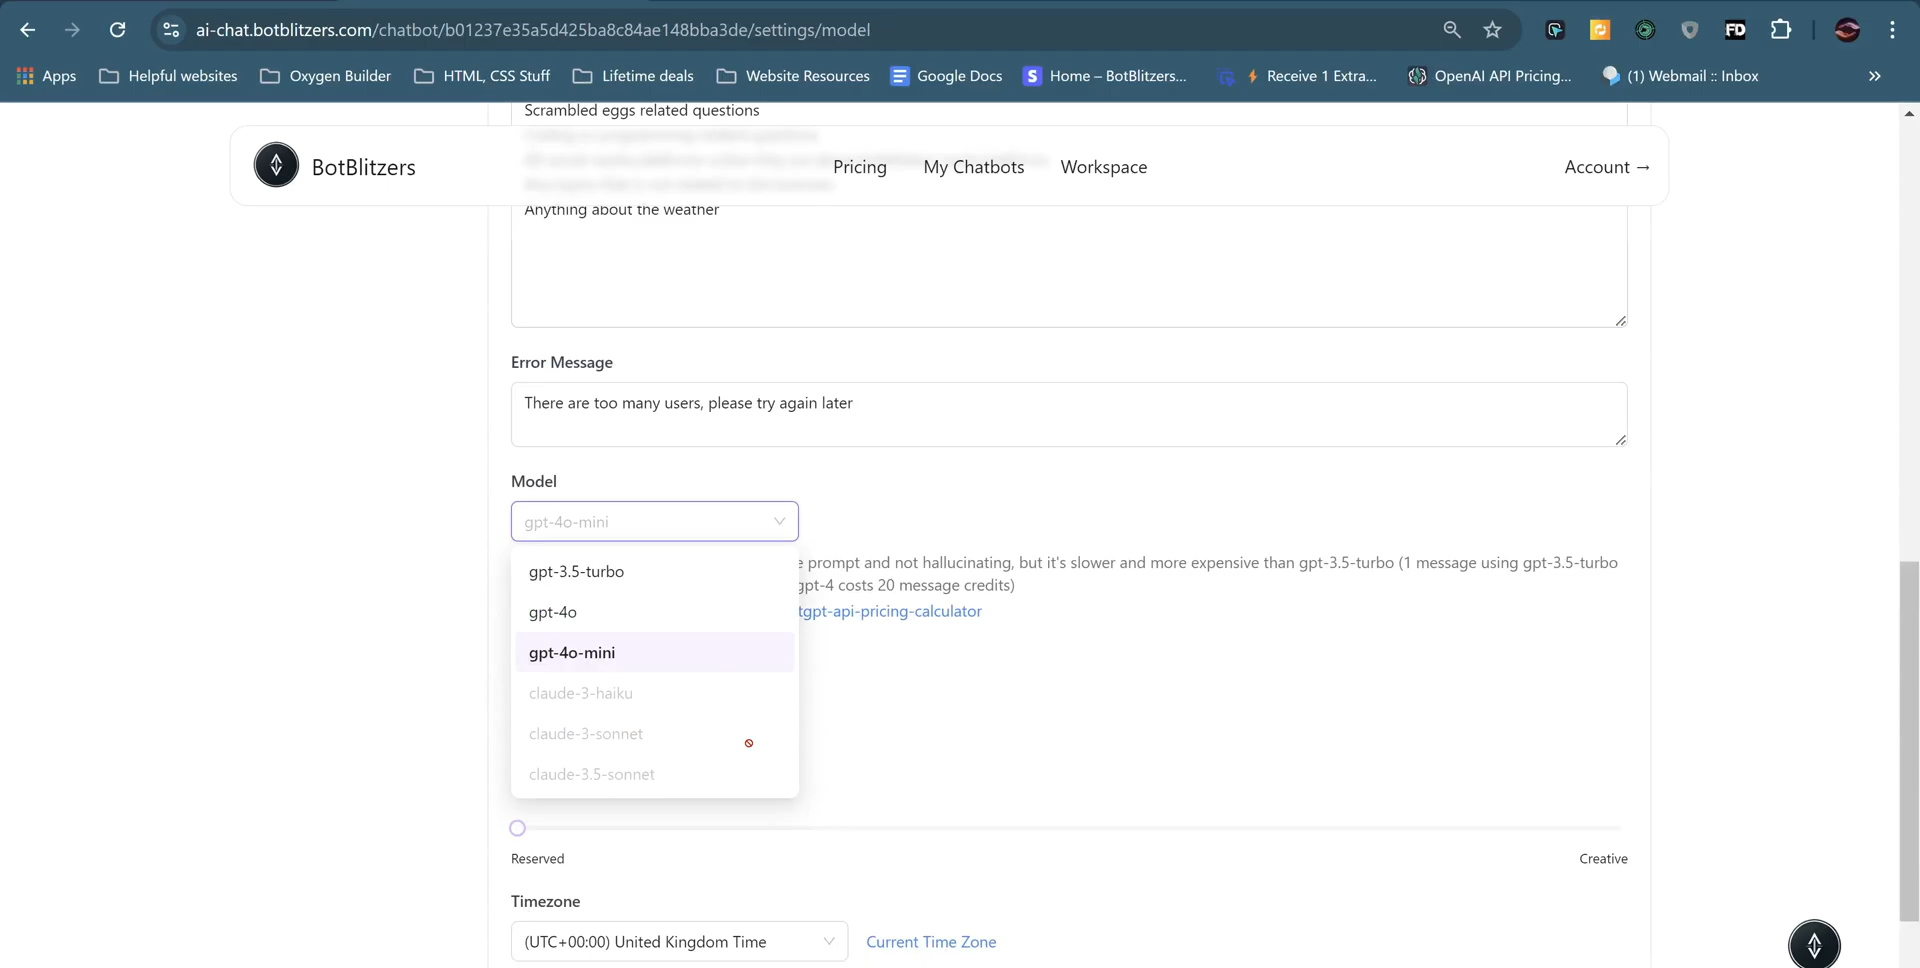 ai-chat.botblitzers.com/chatbot/b01237e35a5d425ba8c84ae148bba3de/settings/model
FD
Apps
Helpful websites
Oxygen Builder
HTML, CSS Stuff
Lifetime deals
Website Resources
Google Docs
S
Home – BotBlitzers...
Receive 1 Extra...
OpenAI API Pricing...
(1) Webmail :: Inbox
Scrambled eggs related questions
BotBlitzers
Pricing
My Chatbots
Workspace
Account →
Anything about the weather
Error Message
There are too many users, please try again later
Model
gpt-4o-mini
prompt and not hallucinating, but it's slower and more expensive than gpt-3.5-turbo (1 message using gpt-3.5-turbo
gpt-4 costs 20 message credits)
tgpt-api-pricing-calculator
gpt-3.5-turbo
gpt-4o
gpt-4o-mini
claude-3-haiku
claude-3-sonnet
claude-3.5-sonnet
Reserved
Creative
Timezone
(UTC+00:00) United Kingdom Time
Current Time Zone